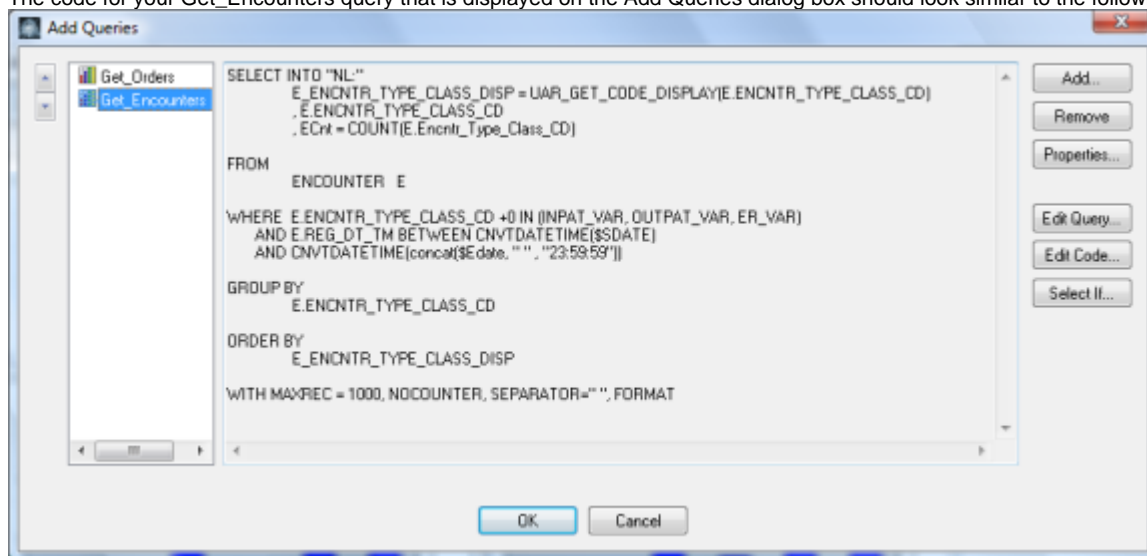 The code for your Get_Encounters query that is displayed on the Add Queries dialog box should look similar to the follow
Add Queries
Get_Orders
Get_Encounters
SELECT INTO "NL:"
E_ENCNTR_TYPE_CLASS_DISP = UAR_GET_CODE_DISPLAY(E.ENCNTR_TYPE_CLASS_CD)
, E.ENCNTR_TYPE_CLASS_CD
, ECnt = COUNT(E.Encntr_Type_Class_CD)
FROM
ENCOUNTER E
WHERE E.ENCNTR_TYPE_CLASS_CD +0 IN (INPAT_VAR, OUTPAT_VAR, ER_VAR)
AND E.REG_DT_TM BETWEEN CNVTDATETIME($SDATE)
AND CNVTDATETIME(concat($Edate, " " , "23:59:59"))
GROUP BY
E.ENCNTR_TYPE_CLASS_CD
ORDER BY
E_ENCNTR_TYPE_CLASS_DISP
WITH MAXREC = 1000, NOCOUNTER, SEPARATOR=" ", FORMAT
Add...
Remove
Properties...
Edit Query...
Edit Code...
Select If...
OK
Cancel